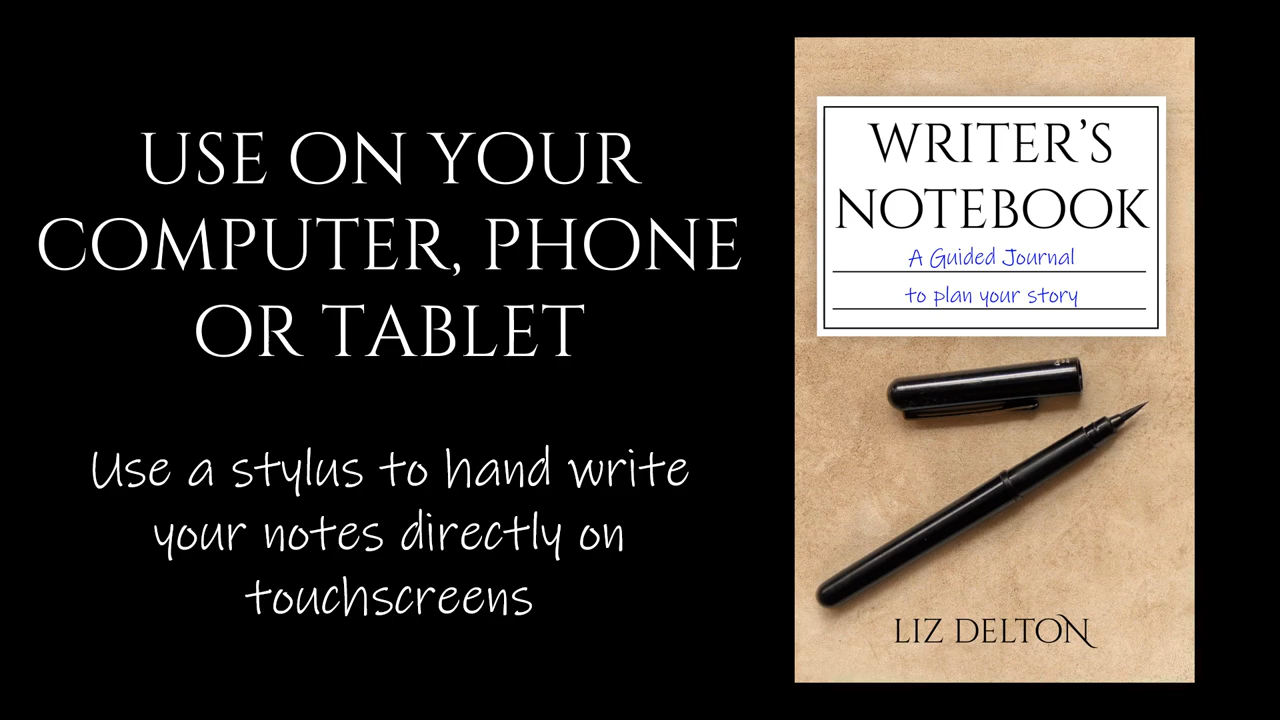 USE ON YOUR
COMPUTER, PHONE
OR TABLET
Use a stylus to hand write
your notes directly on
touchscreens
WRITER'S
NOTEBOOK
A Guided Journal
to plan your story
LIZ DELTON